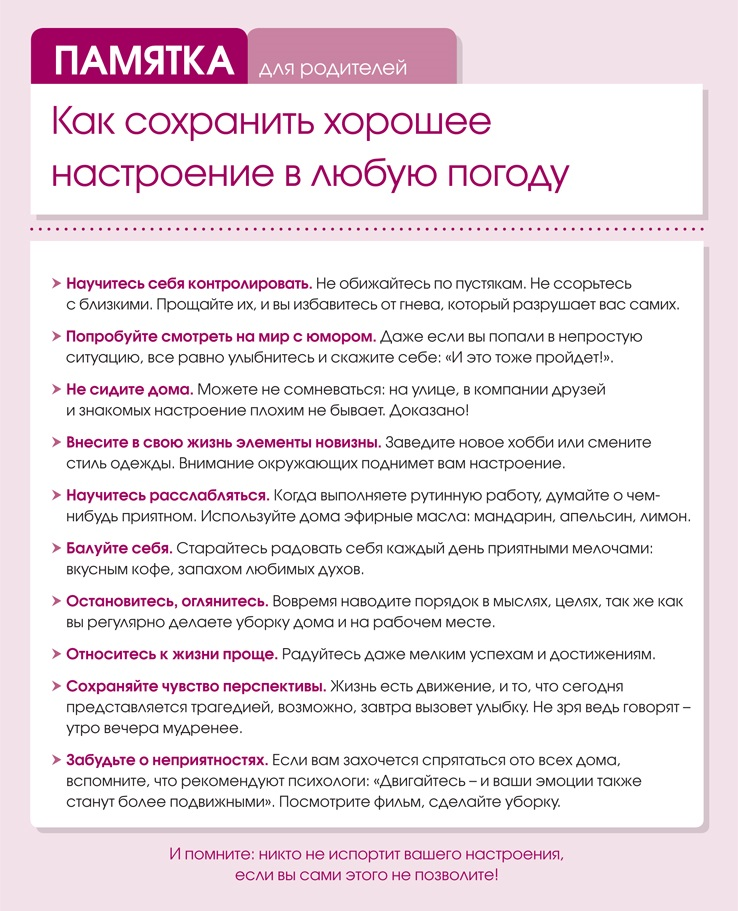 ПАМЯТКА для родителей
Как сохранить хорошее
настроение в любую погоду
Научитесь себя контролировать. Не обижайтесь по пустякам. Не ссорьтесь
с близкими. Прощайте их, и вы избавитесь от гнева, который разрушает вас самих.
Попробуйте смотреть на мир с юмором. Даже если вы попали в непростую
ситуацию, все равно улыбнитесь и скажите себе: «И это тоже пройдет!».
Не сидите дома. Можете не сомневаться: на улице, в компании друзей
и знакомых настроение плохим не бывает. Доказано!
Внесите в свою жизнь элементы новизны. Заведите новое хобби или смените
стиль одежды. Внимание окружающих поднимет вам настроение.
Научитесь расслабляться. Когда выполняете рутинную работу, думайте о чем-
нибудь приятном. Используйте дома эфирные масла: мандарин, апельсин, лимон.
Балуйте себя. Старайтесь радовать себя каждый день приятными мелочами:
вкусным кофе, запахом любимых духов.
Остановитесь, оглянитесь. Вовремя наводите порядок в мыслях, целях, так же как
вы регулярно делаете уборку дома и на рабочем месте.
Относитесь к жизни проще. Радуйтесь даже мелким успехам и достижениям.
Сохраняйте чувство перспективы. Жизнь есть движение, и то, что сегодня
представляется трагедией, возможно, завтра вызовет улыбку. Не зря ведь говорят –
утро вечера мудренее.
Забудьте о неприятностях. Если вам захочется спрятаться ото всех дома,
вспомните, что рекомендуют психологи: «Двигайтесь – и ваши эмоции также
станут более подвижными». Посмотрите фильм, сделайте уборку.
И помните: никто не испортит вашего настроения,
если вы сами этого не позволите!